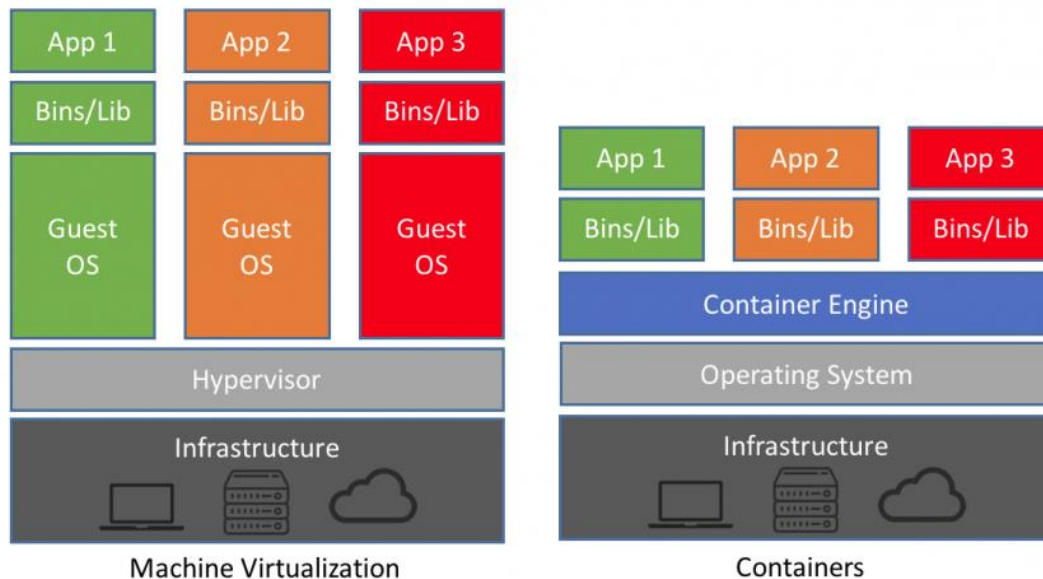 App 1
App 2
App 3
Bins/Lib
Bins/Lib
Bins/Lib
Guest
OS
Guest
OS
Guest
OS
Hypervisor
Infrastructure
Machine Virtualization
App 1
App 2
App 3
Bins/Lib
Bins/Lib
Bins/Lib
Container Engine
Operating System
Infrastructure
Containers